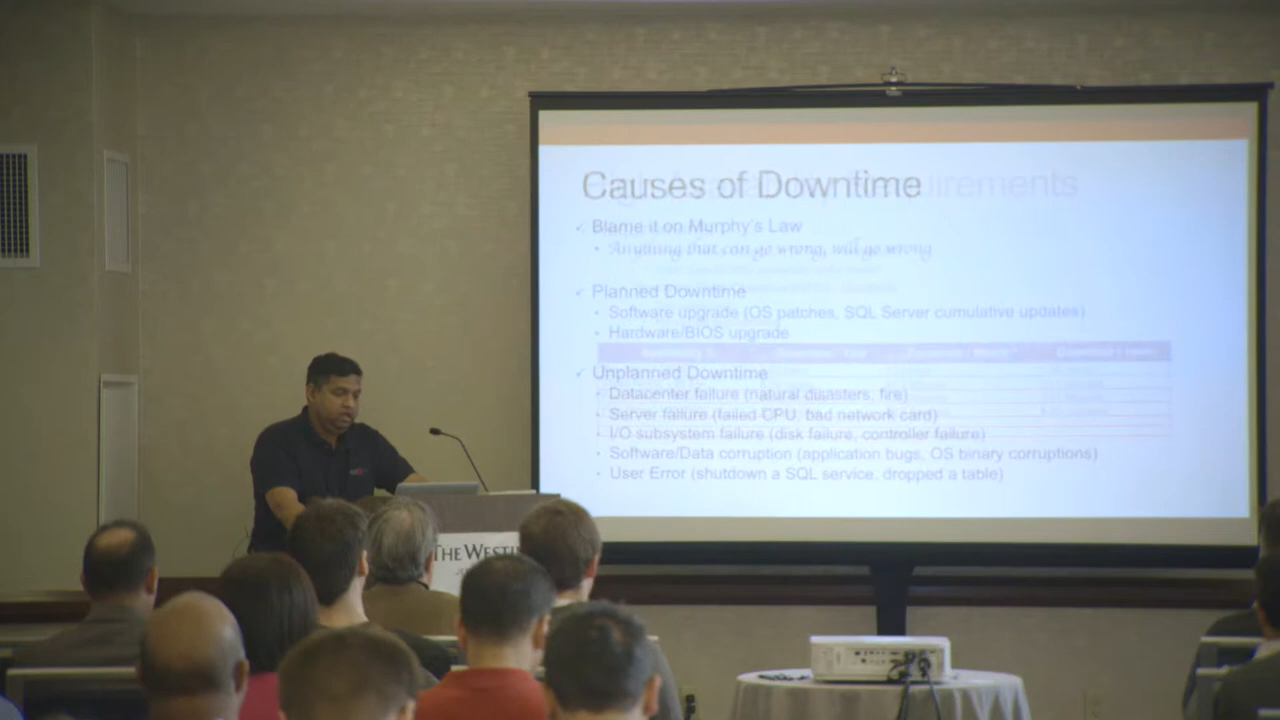 Causes of Downtime
✓ Blame it on Murphy's Law
• Anything that can go wrong, will go wrong
✓ Planned Downtime
• Software upgrade (OS patches, SQL Server cumulative updates)
• Hardware/BIOS upgrade
✓ Unplanned Downtime
• Datacenter failure (natural disasters, fire)
• Server failure (failed CPU, bad network card)
• I/O subsystem failure (disk failure, controller failure)
• Software/Data corruption (application bugs, OS binary corruptions)
• User Error (shutdown a SQL service, dropped a table)
THE